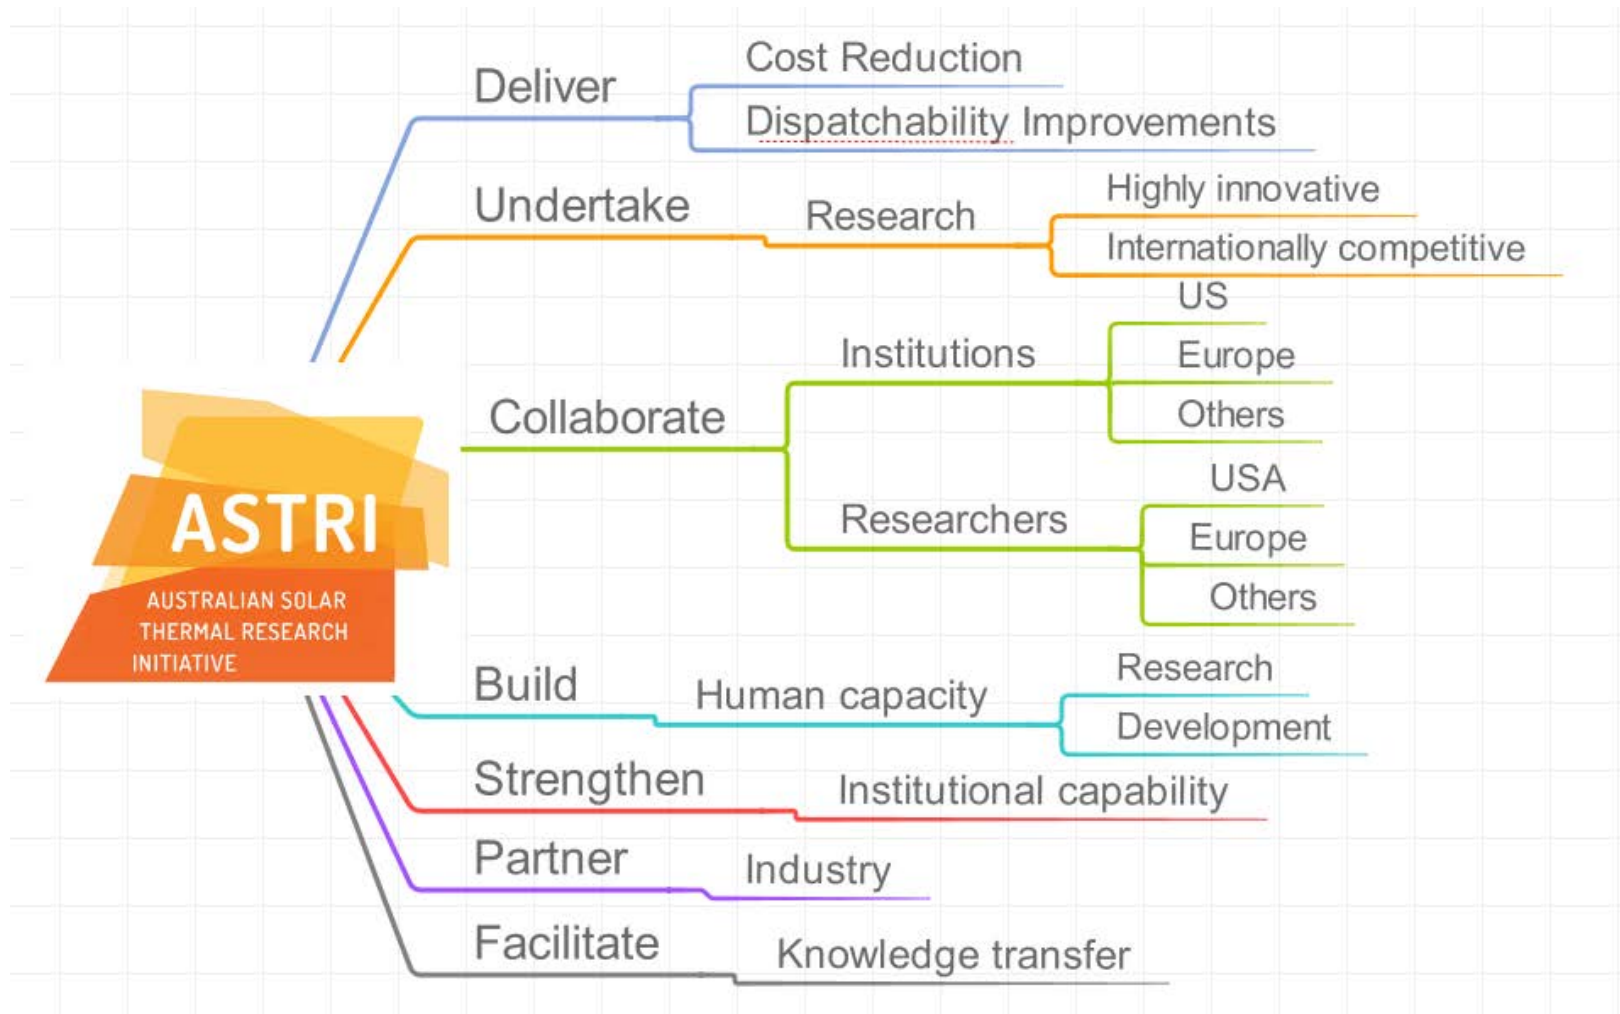 Deliver
Cost Reduction
Dispatchability Improvements
Undertake
Research
Highly innovative
Internationally competitive
Collaborate
Institutions
US
Europe
Others
Researchers
USA
Europe
Others
ASTRI
AUSTRALIAN SOLAR
THERMAL RESEARCH
INITIATIVE
Build
Human capacity
Research
Development
Strengthen
Institutional capability
Partner
Industry
Facilitate
Knowledge transfer